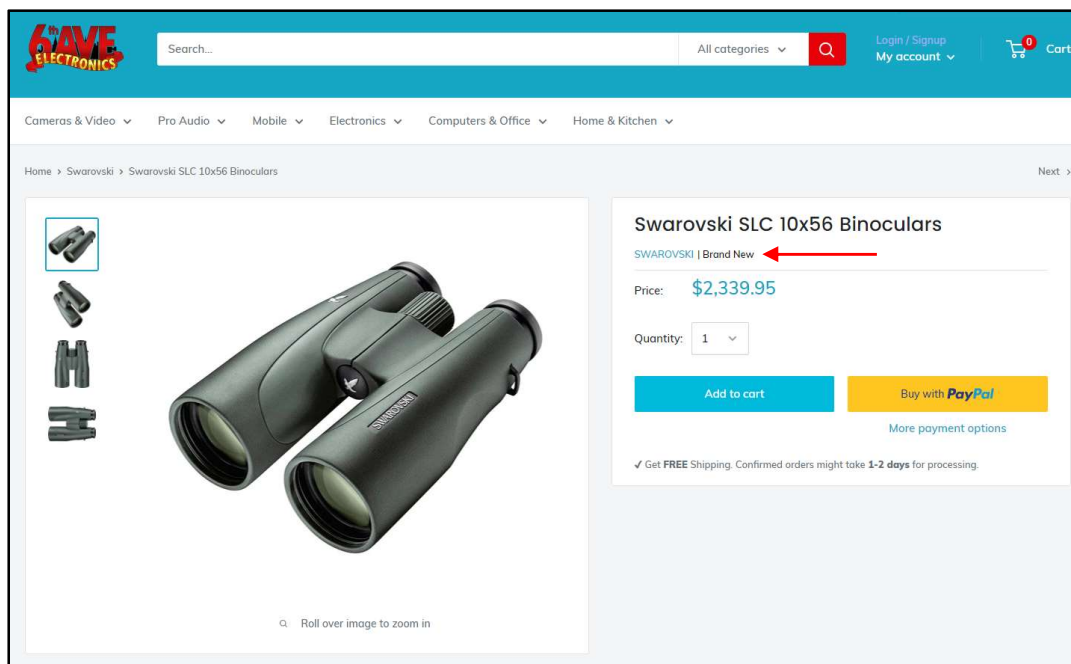 6th AVE
ELECTRONICS
Search...
All categories
Login / Signup
My account
0
Cart
Cameras & Video
Pro Audio
Mobile
Electronics
Computers & Office
Home & Kitchen
Home > Swarovski > Swarovski SLC 10x56 Binoculars
Next >
Swarovski SLC 10x56 Binoculars
SWAROVSKI | Brand New
Price: $2,339.95
Quantity: 1
Add to cart
Buy with PayPal
More payment options
✓ Get FREE Shipping. Confirmed orders might take 1-2 days for processing.
SWAROVSKI
Roll over image to zoom in